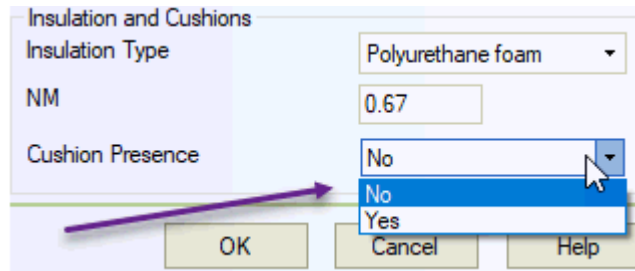 Insulation and Cushions
Insulation Type Polyurethane foam
NM 0.67
Cushion Presence No
No
Yes
OK Cancel Help